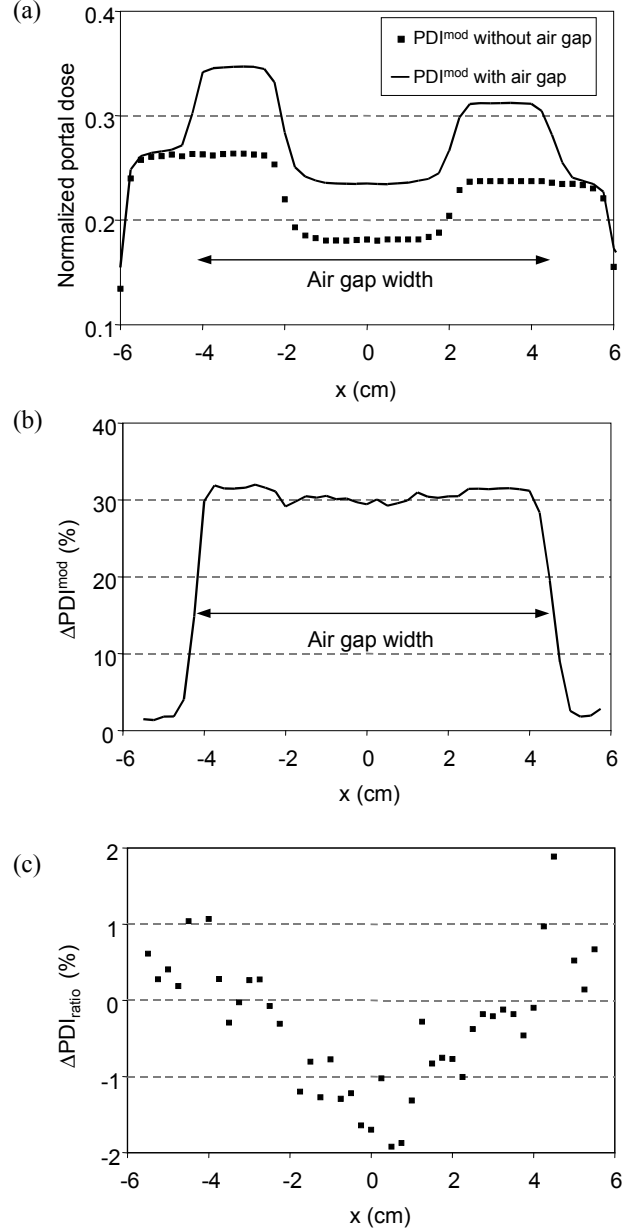 (a)
0.4
0.3
0.2
0.1
Normalized portal dose
PDI^mod without air gap
PDI^mod with air gap
Air gap width
-6 -4 -2 0 2 4 6
x (cm)
(b)
40
30
20
10
0
ΔPDI^mod (%)
Air gap width
-6 -4 -2 0 2 4 6
x (cm)
(c)
2
1
0
-1
-2
ΔPDI_ratio (%)
-6 -4 -2 0 2 4 6
x (cm)